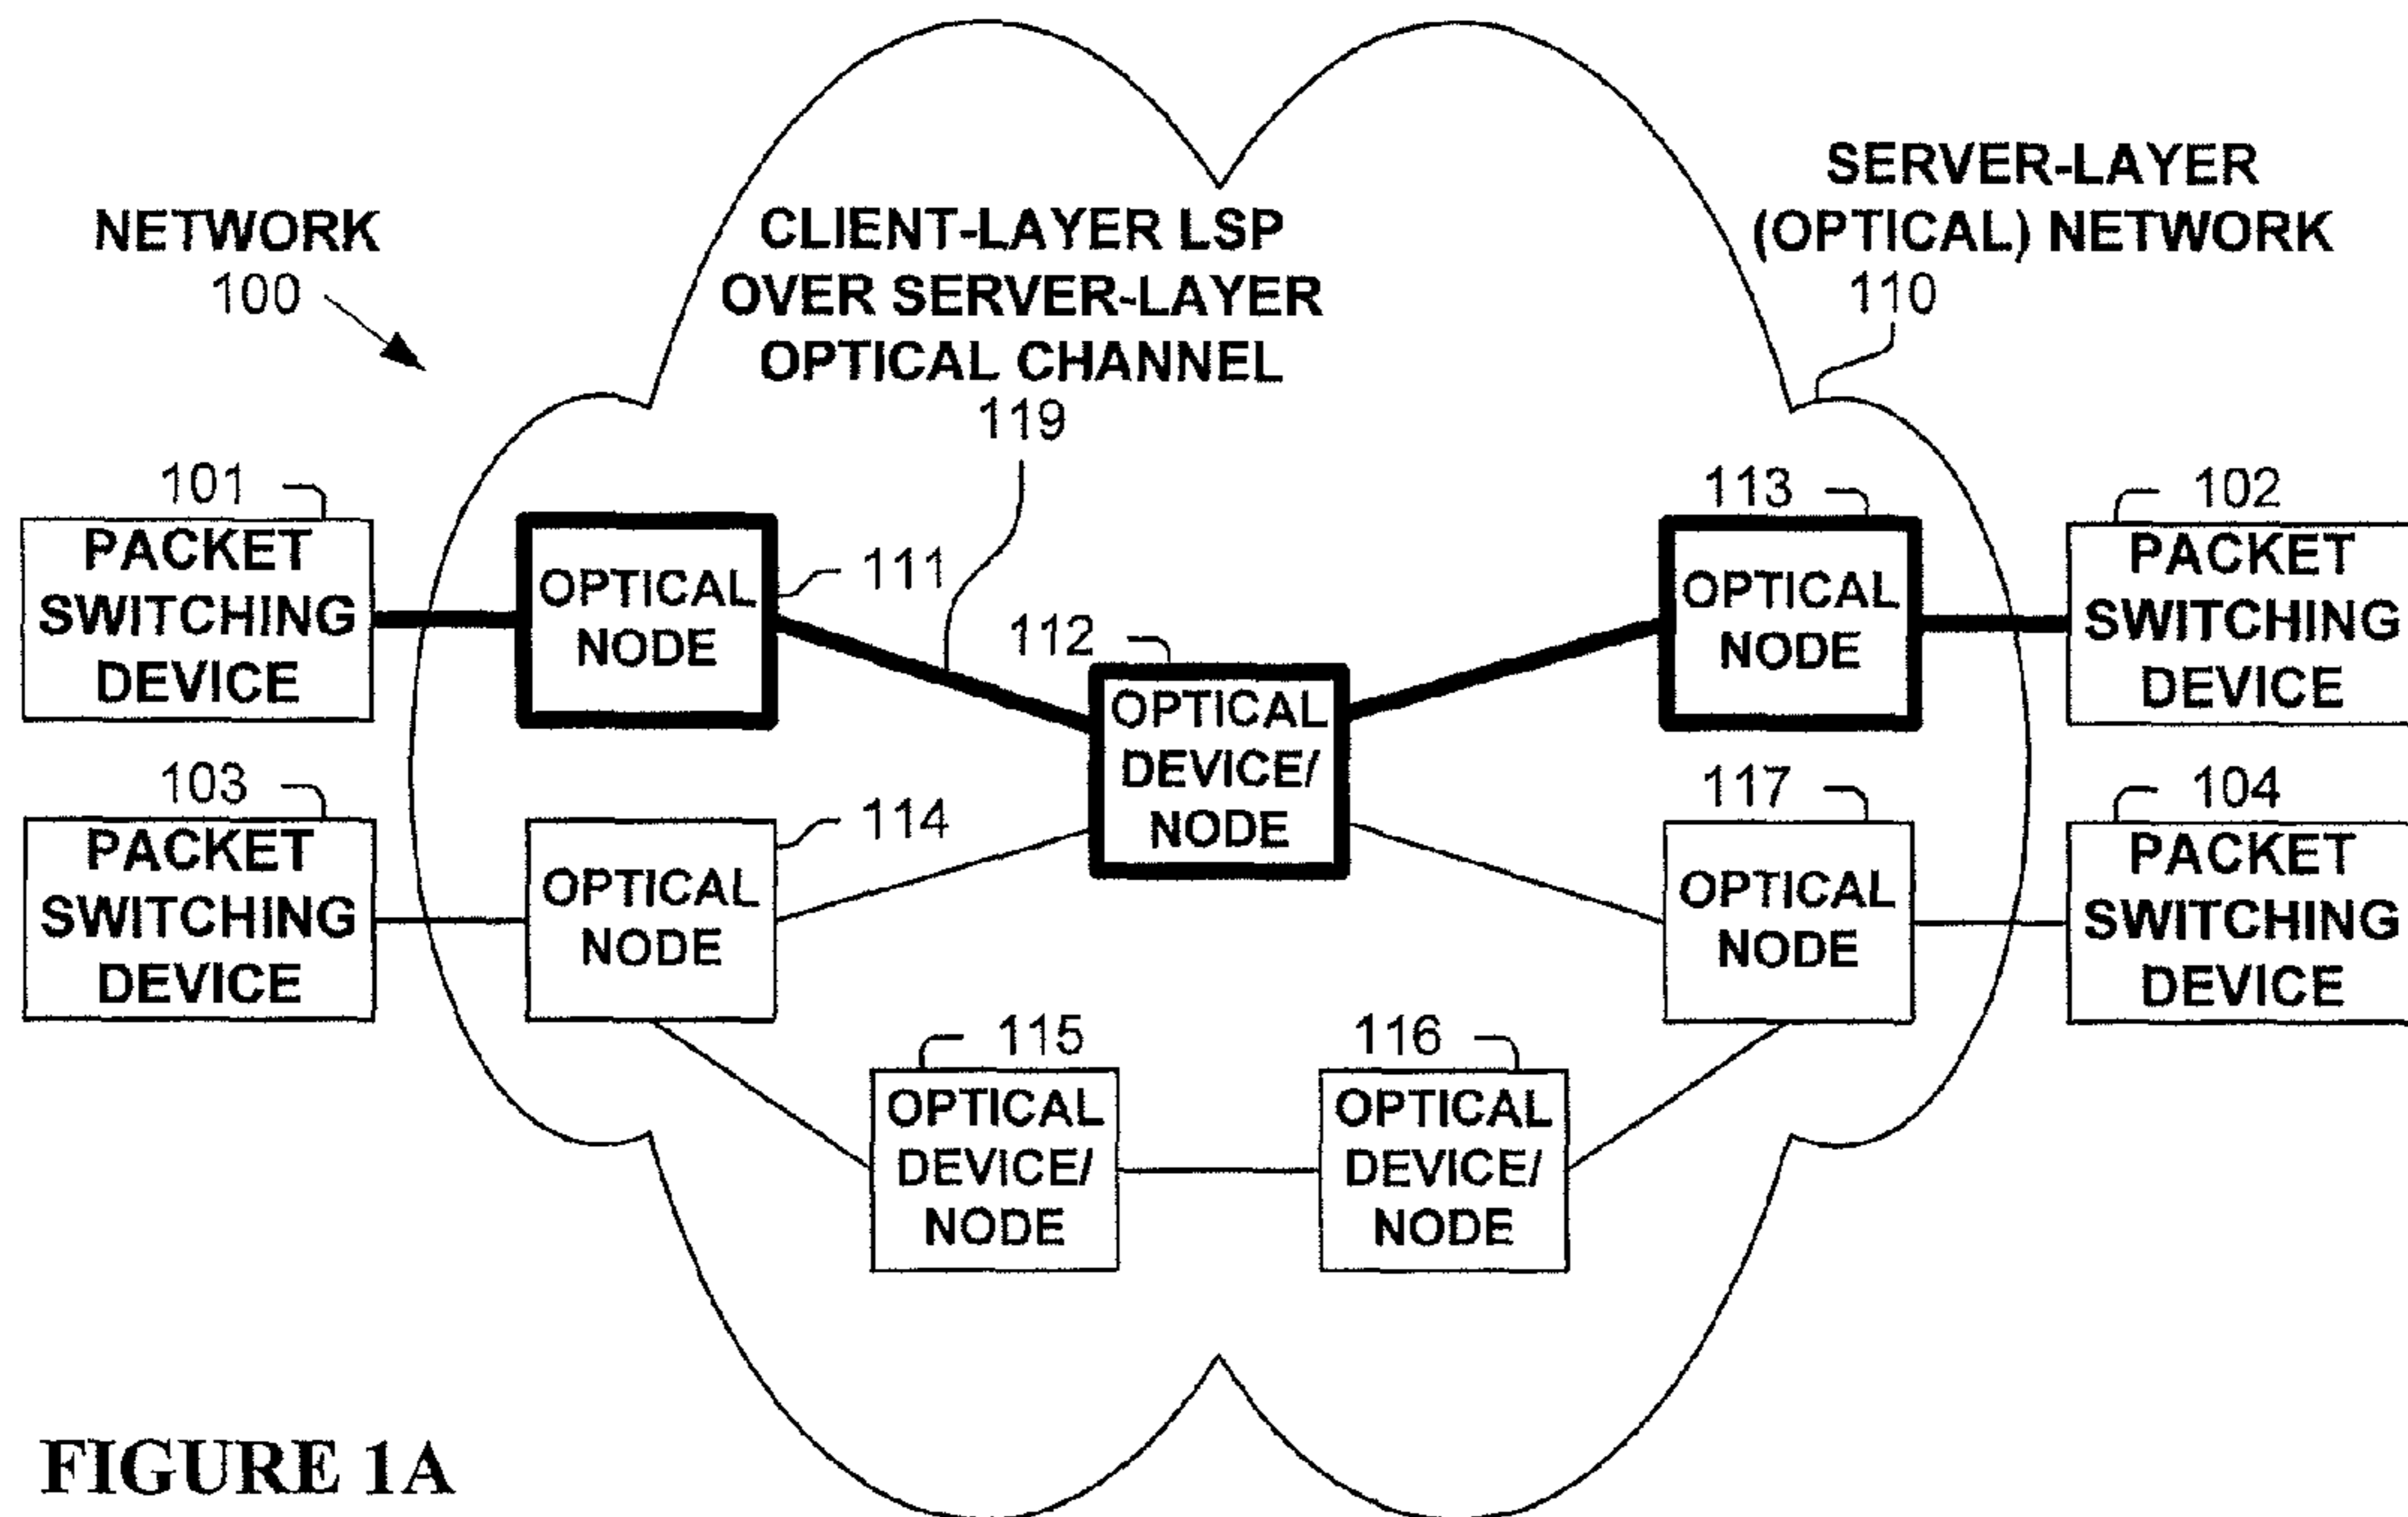 NETWORK
100
CLIENT-LAYER LSP
OVER SERVER-LAYER
OPTICAL CHANNEL
119
SERVER-LAYER
(OPTICAL) NETWORK
110
101
PACKET
SWITCHING
DEVICE
OPTICAL
NODE
111
112
OPTICAL
DEVICE/
NODE
113
OPTICAL
NODE
102
PACKET
SWITCHING
DEVICE
103
PACKET
SWITCHING
DEVICE
114
OPTICAL
NODE
117
OPTICAL
NODE
104
PACKET
SWITCHING
DEVICE
115
OPTICAL
DEVICE/
NODE
116
OPTICAL
DEVICE/
NODE
FIGURE 1A